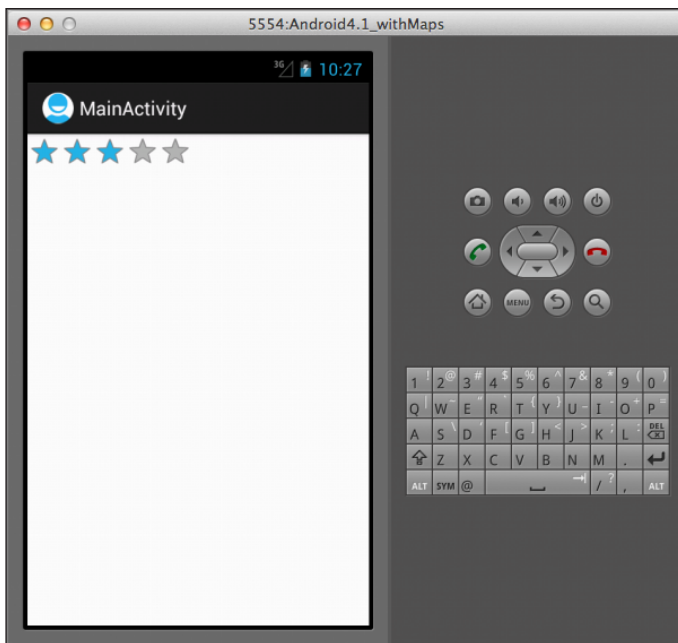 5554:Android4.1_withMaps
3G 10:27
MainActivity
MENU
1 ! 2 @ 3 # 4 $ 5 % 6 ^ 7 & 8 * 9 ( 0 )
Q | W ~ E " R ` T { Y } U _ I - O + P =
A S \ D ' F [ G ] H < J > K ; L : DEL
Z X C V B N M .
ALT SYM @ / ? , ALT